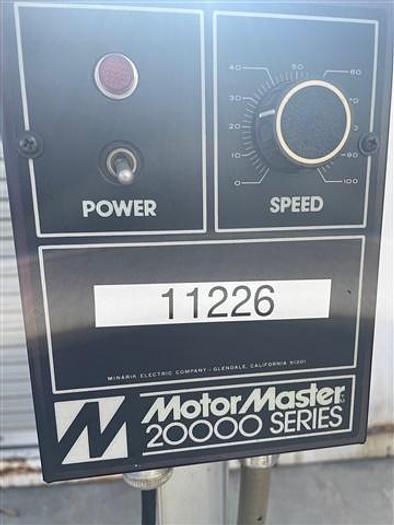 POWER
0 10 20 30 40 50 60 90 100
SPEED
11226
MINARIK ELECTRIC COMPANY - GLENDALE, CALIFORNIA 91201
M MotorMaster
20000 SERIES